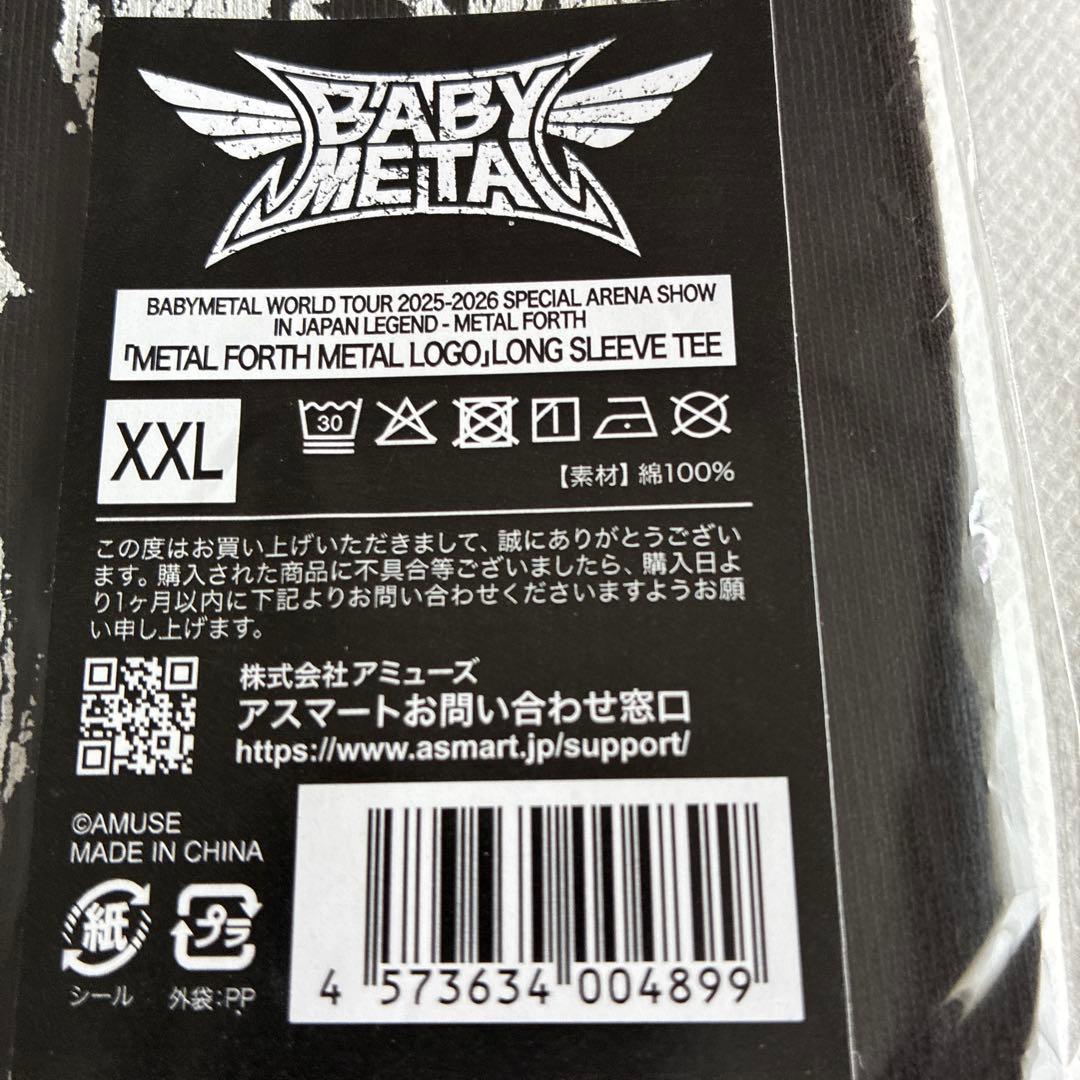 BABY
METAL
BABYMETAL WORLD TOUR 2025-2026 SPECIAL ARENA SHOW
IN JAPAN LEGEND - METAL FORTH
「METAL FORTH METAL LOGO」LONG SLEEVE TEE
XXL
30
【素材】綿100%
この度はお買い上げいただきまして、誠にありがとうござい
ます。購入された商品に不具合等ございましたら、購入日よ
り1ヶ月以内に下記よりお問い合わせくださいますようお願
い申し上げます。
株式会社アミューズ
アスマートお問い合わせ窓口
https://www.asmart.jp/support/
©AMUSE
MADE IN CHINA
紙
プラ
シール
外袋:PP
4 573634 004899